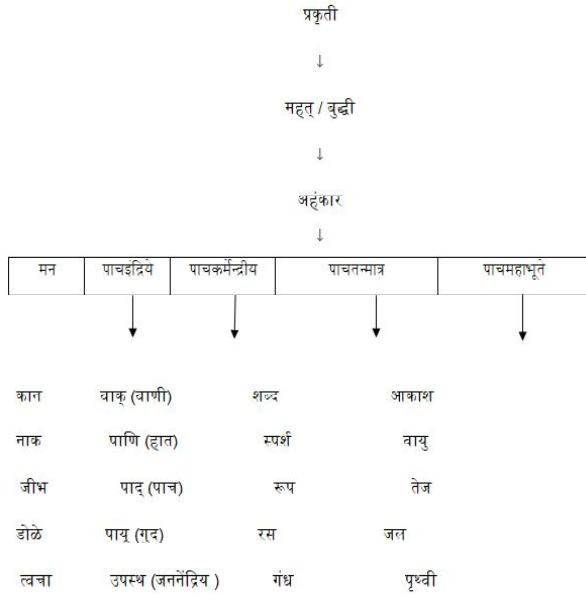 प्रकृती
↓
महत् / बुद्धी
↓
अहंकार
↓
मन पाचइंद्रिये पाचकर्मेन्द्रीय पाचतन्मात्र पाचमहाभूते
कान वाक् (वाणी) शब्द आकाश
नाक पाणि (हात) स्पर्श वायु
जीभ पाद् (पाच) रूप तेज
डोळे पायू (गुद) रस जल
त्वचा उपस्थ (जननेंद्रिय ) गंध पृथ्वी